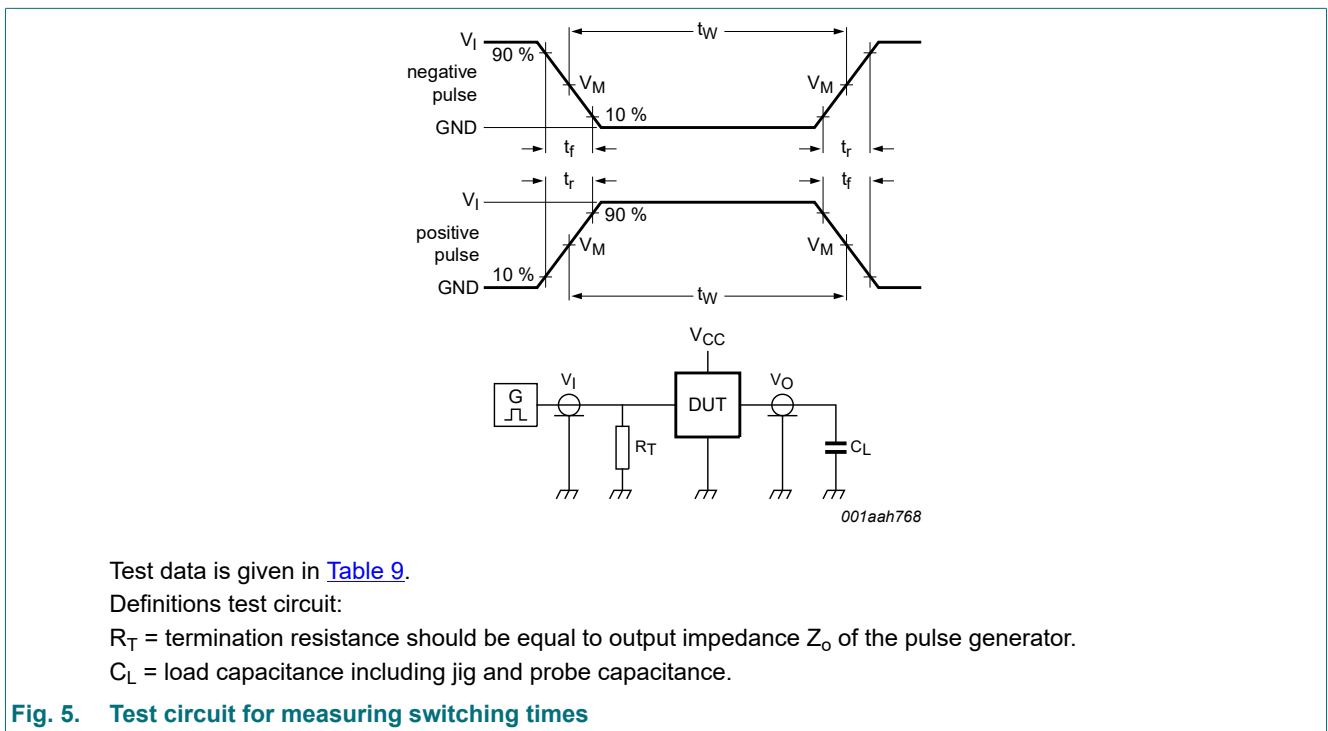 V_I
90 %
t_W
negative
pulse
V_M
V_M
10 %
GND
t_f
t_r
t_r
t_f
V_I
90 %
positive
pulse
V_M
V_M
10 %
GND
t_W
V_CC
G
V_I
DUT
V_O
R_T
C_L
001aah768
Test data is given in Table 9.
Definitions test circuit:
R_T = termination resistance should be equal to output impedance Z_o of the pulse generator.
C_L = load capacitance including jig and probe capacitance.
Fig. 5. Test circuit for measuring switching times